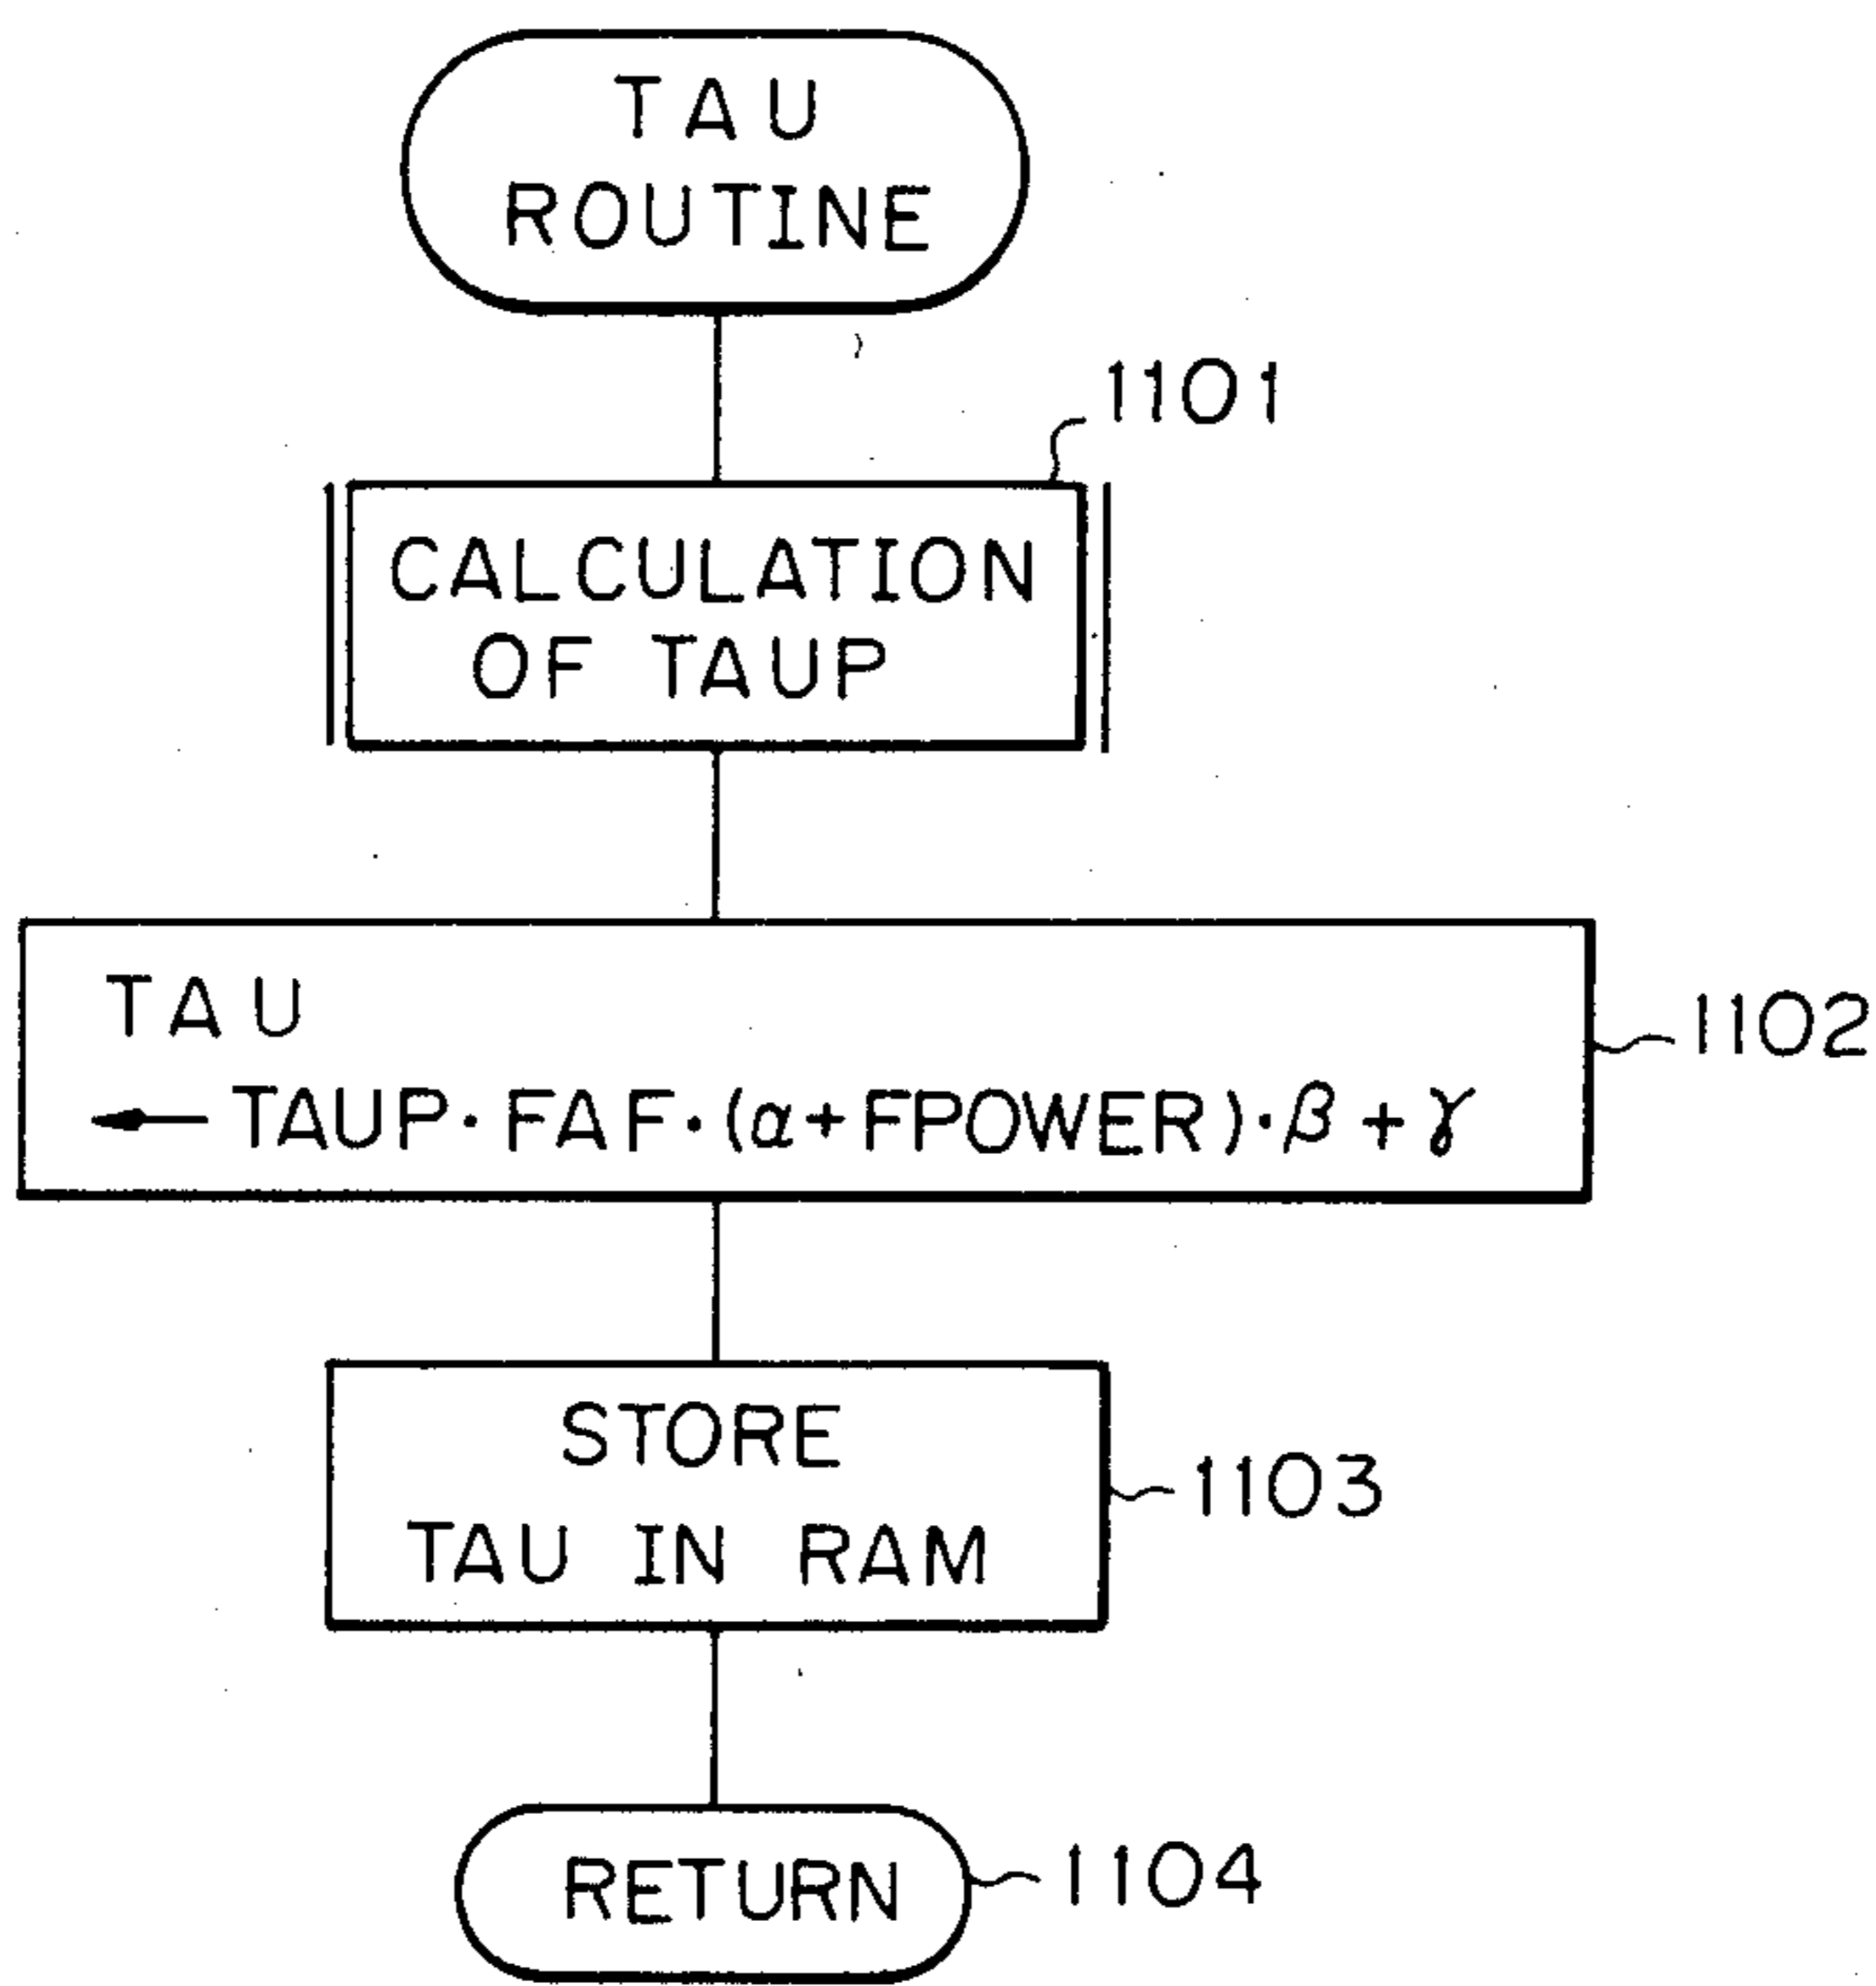 TAU
ROUTINE
1101
CALCULATION
OF TAUP
TAU
← TAUP·FAF·(α+FPOWER)·β+γ
1102
STORE
TAU IN RAM
1103
RETURN
1104